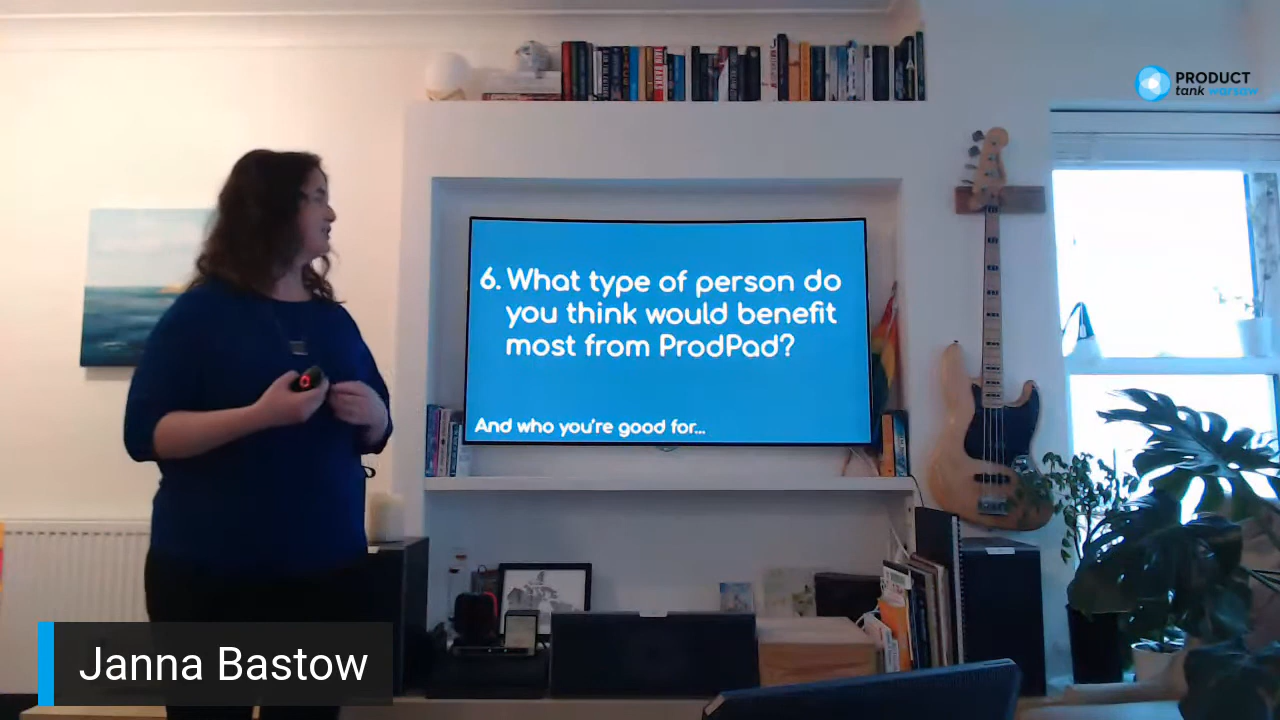 PRODUCT
tank warsaw
6. What type of person do
you think would benefit
most from ProdPad?
And who you're good for...
Janna Bastow